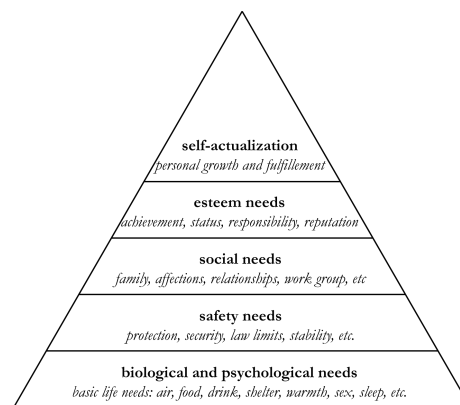 self-actualization
personal growth and fulfillement
esteem needs
achievement, status, responsibility, reputation
social needs
family, affections, relationships, work group, etc
safety needs
protection, security, law limits, stability, etc.
biological and psychological needs
basic life needs: air, food, drink, shelter, warmth, sex, sleep, etc.